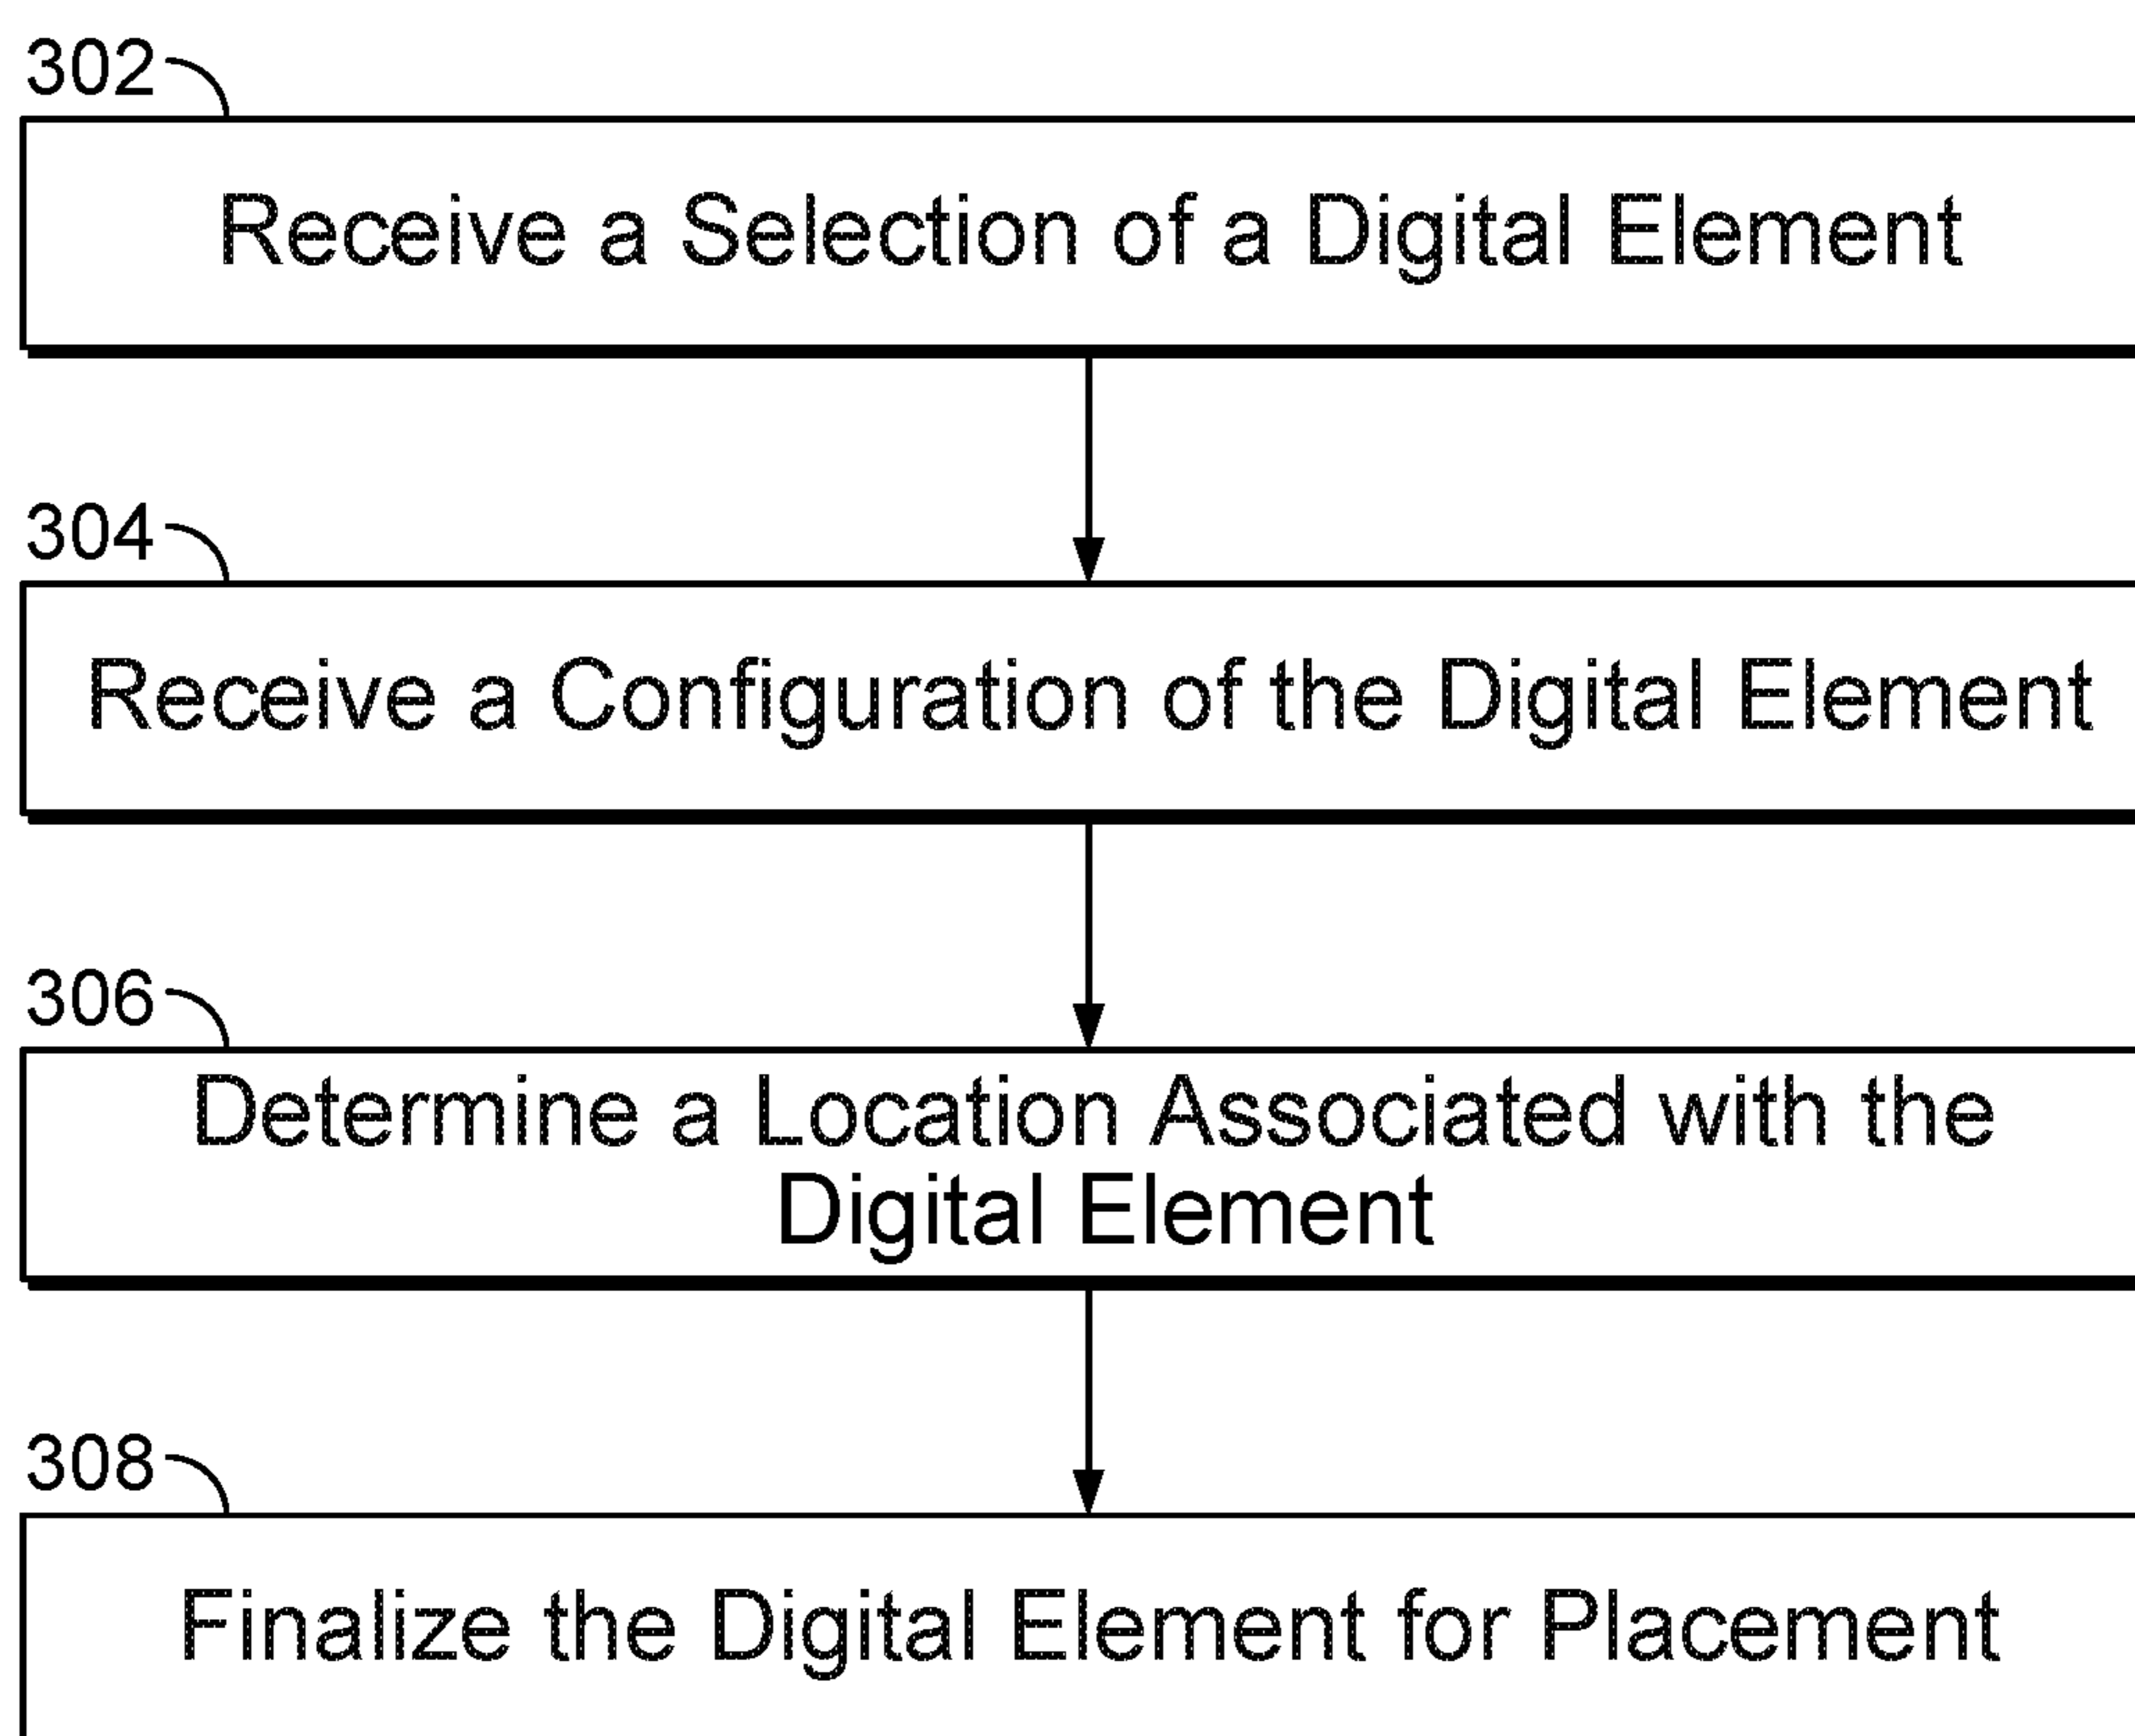 302
Receive a Selection of a Digital Element
304
Receive a Configuration of the Digital Element
306
Determine a Location Associated with the
Digital Element
308
Finalize the Digital Element for Placement